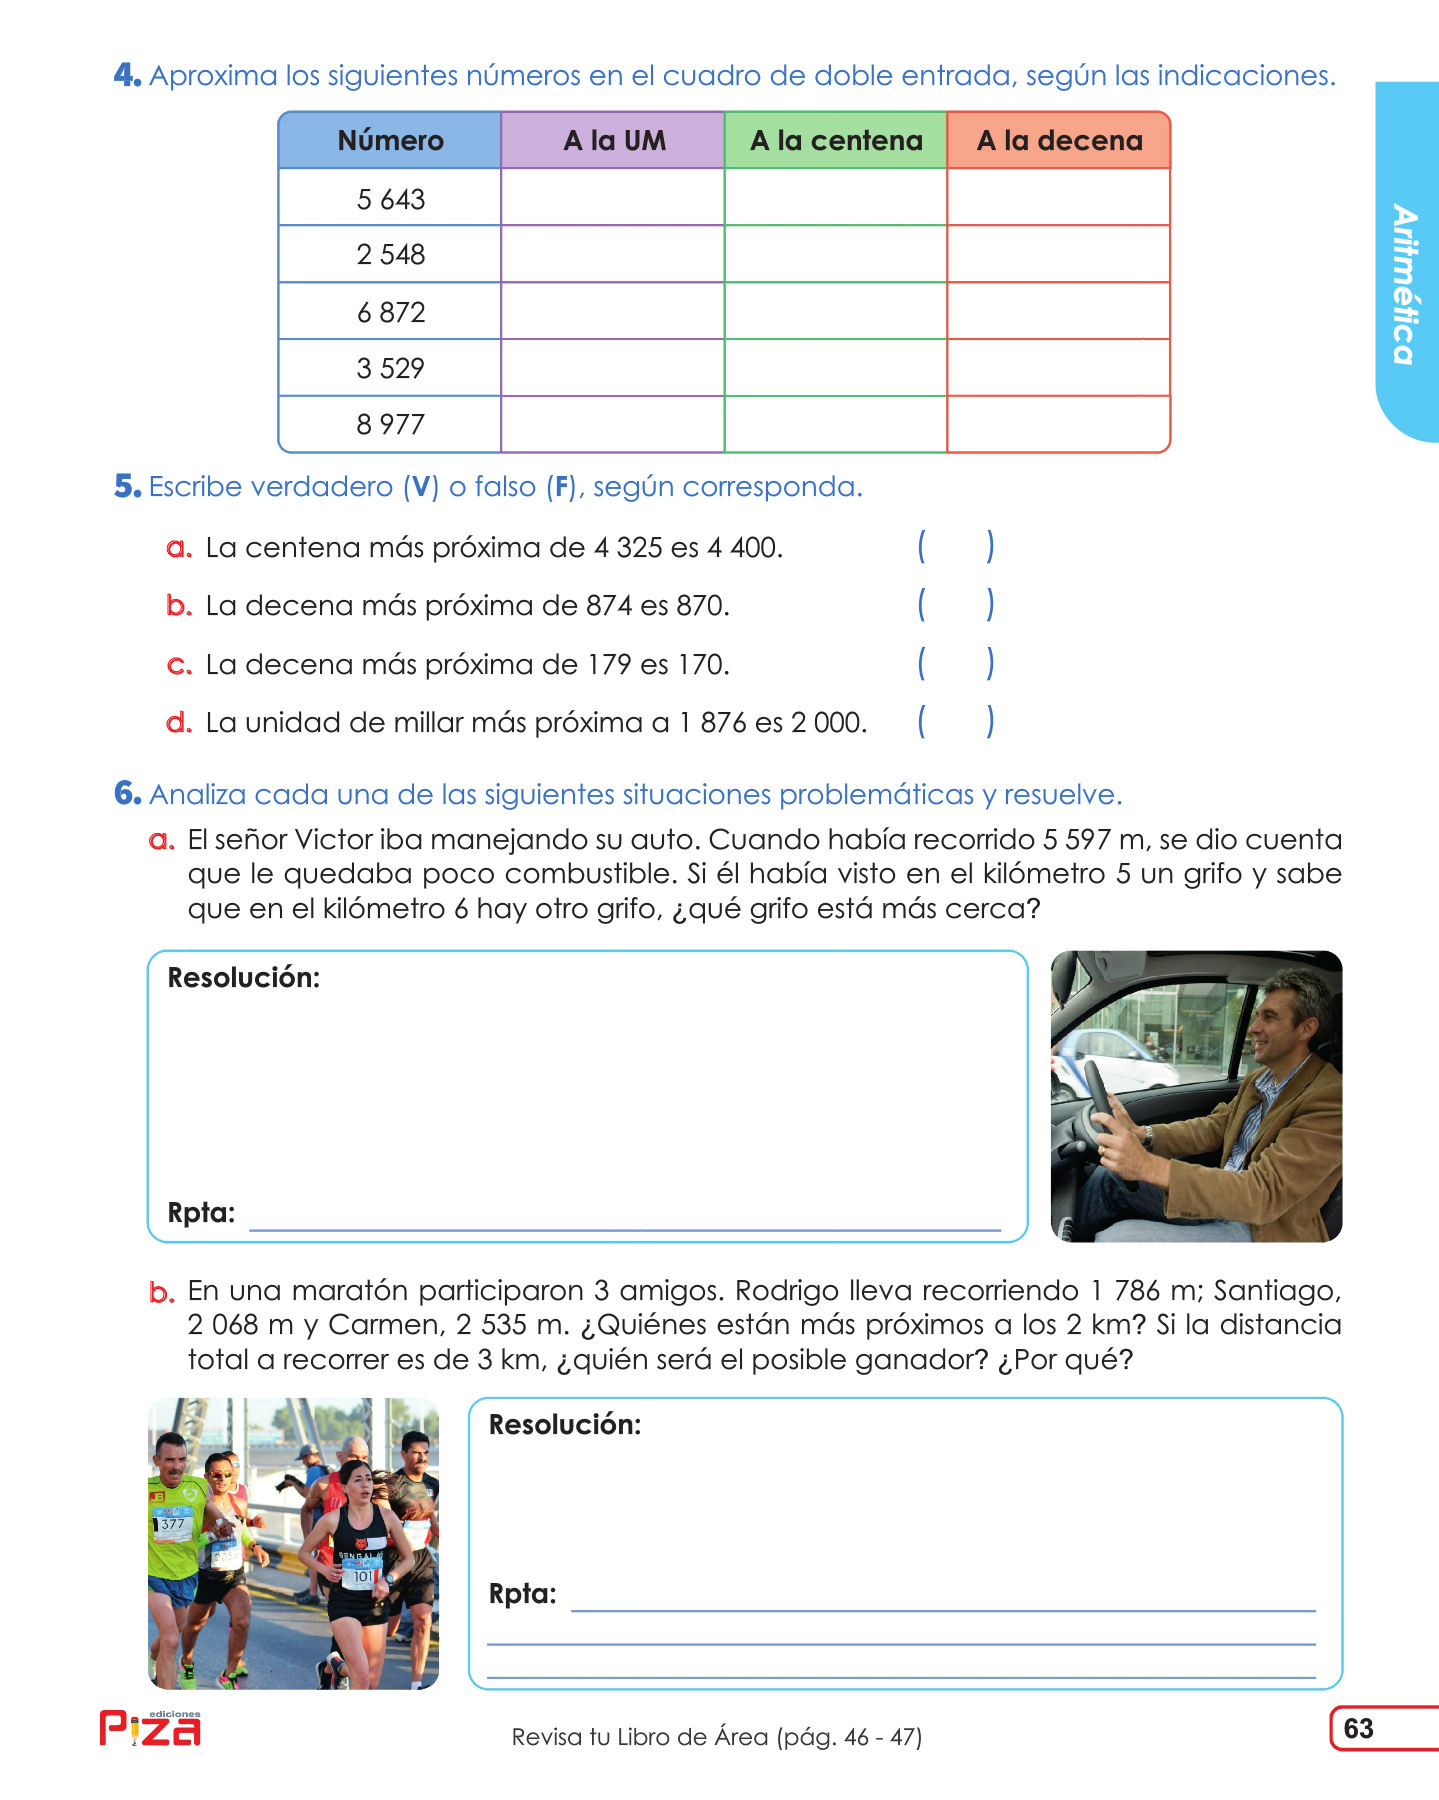 4. Aproxima los siguientes números en el cuadro de doble entrada, según las indicaciones.
Número A la UM A la centena A la decena
5 643
2 548
6 872
3 529
8 977
Aritmética
5. Escribe verdadero (V) o falso (F), según corresponda.
a. La centena más próxima de 4 325 es 4 400. ( )
b. La decena más próxima de 874 es 870. ( )
c. La decena más próxima de 179 es 170. ( )
d. La unidad de millar más próxima a 1 876 es 2 000. ( )
6. Analiza cada una de las siguientes situaciones problemáticas y resuelve.
a. El señor Victor iba manejando su auto. Cuando había recorrido 5 597 m, se dio cuenta
que le quedaba poco combustible. Si él había visto en el kilómetro 5 un grifo y sabe
que en el kilómetro 6 hay otro grifo, ¿qué grifo está más cerca?
Resolución:
Rpta:
b. En una maratón participaron 3 amigos. Rodrigo lleva recorriendo 1 786 m; Santiago,
2 068 m y Carmen, 2 535 m. ¿Quiénes están más próximos a los 2 km? Si la distancia
total a recorrer es de 3 km, ¿quién será el posible ganador? ¿Por qué?
377
101
Resolución:
Rpta:
ediciones
Piza
Revisa tu Libro de Área (pág. 46 - 47)
63